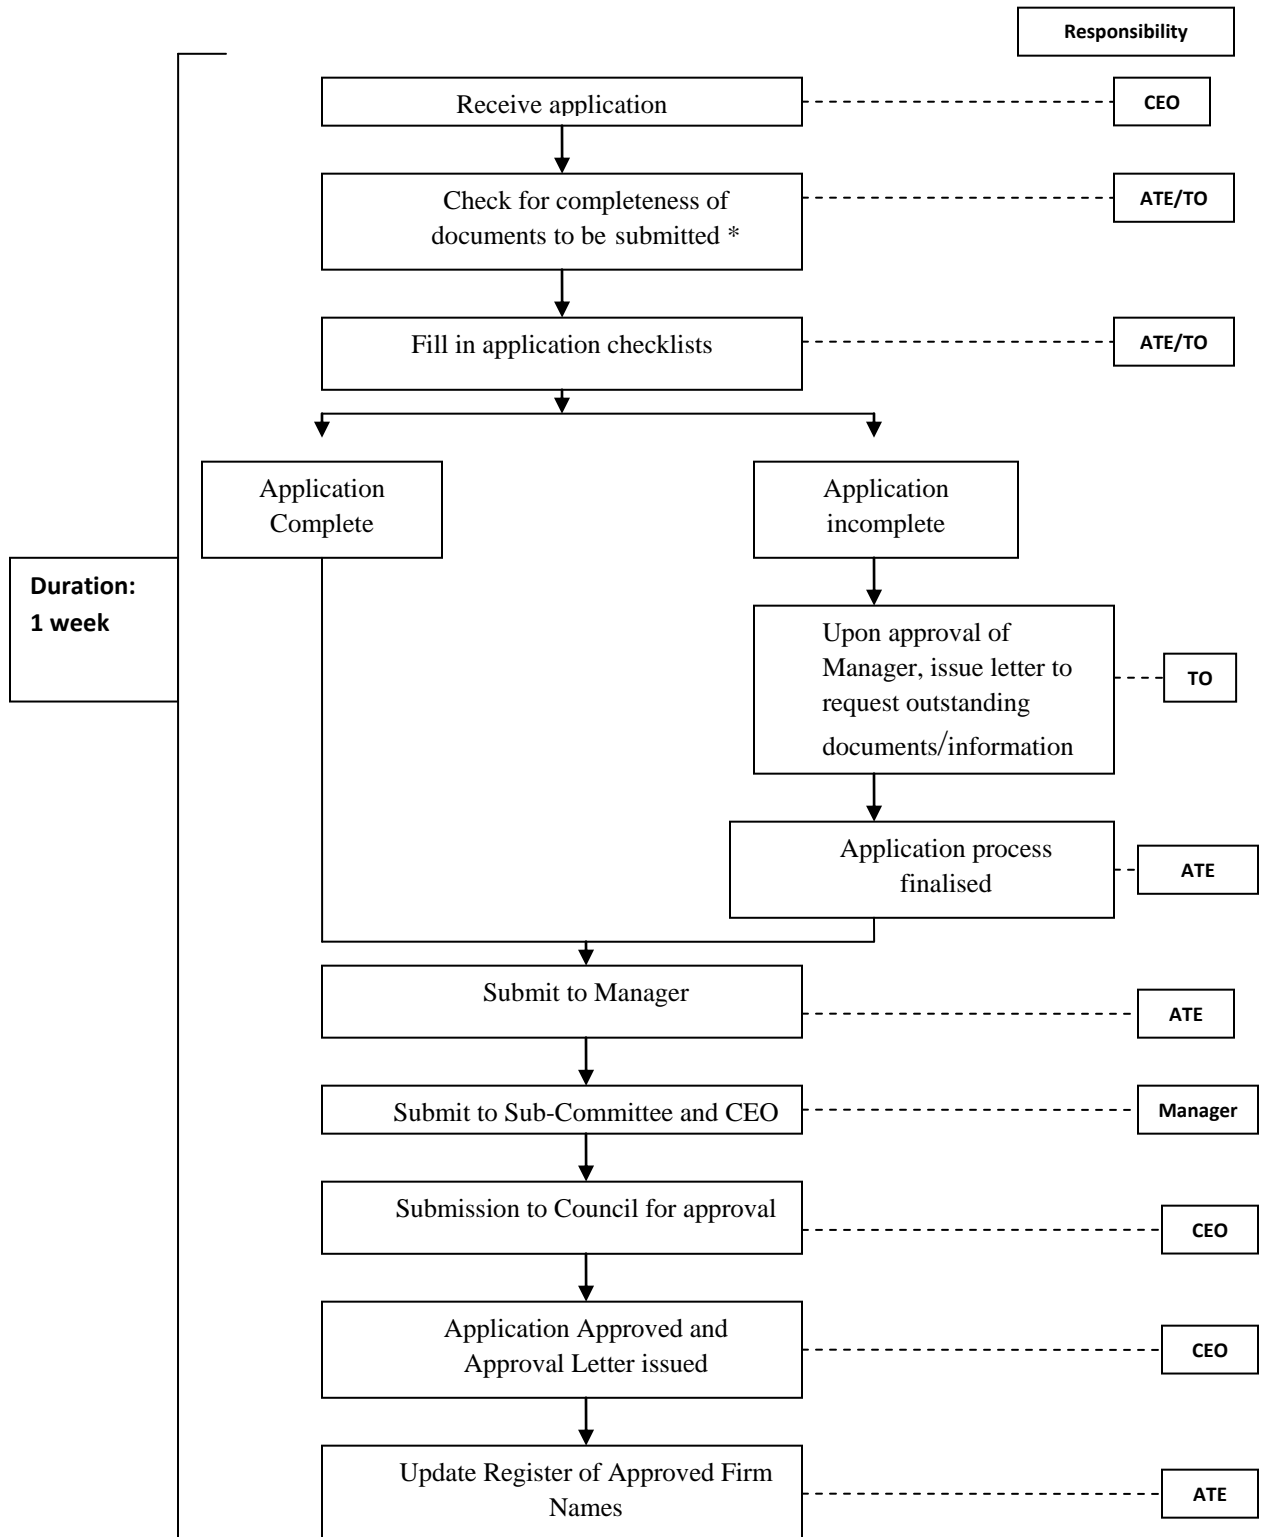 Responsibility
Receive application
CEO
Check for completeness of
documents to be submitted *
ATE/TO
Fill in application checklists
ATE/TO
Application
Complete
Application
incomplete
Duration:
1 week
Upon approval of
Manager, issue letter to
request outstanding
documents/information
TO
Application process
finalised
ATE
Submit to Manager
ATE
Submit to Sub-Committee and CEO
Manager
Submission to Council for approval
CEO
Application Approved and
Approval Letter issued
CEO
Update Register of Approved Firm
Names
ATE